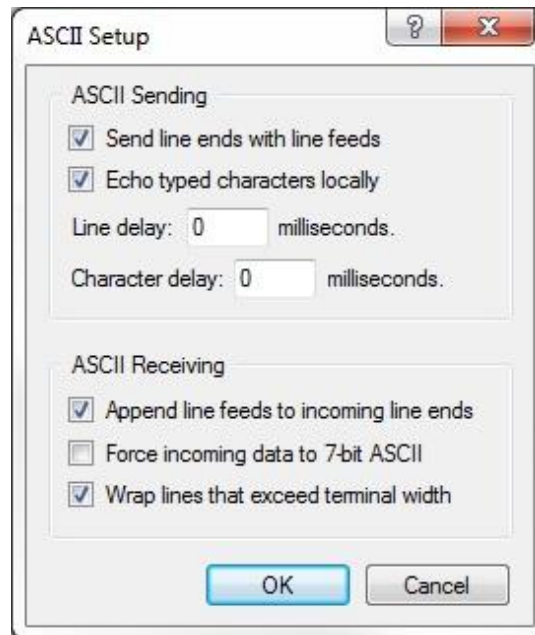 ASCII Setup
ASCII Sending
Send line ends with line feeds
Echo typed characters locally
Line delay: 0 milliseconds.
Character delay: 0 milliseconds.
ASCII Receiving
Append line feeds to incoming line ends
Force incoming data to 7-bit ASCII
Wrap lines that exceed terminal width
OK Cancel